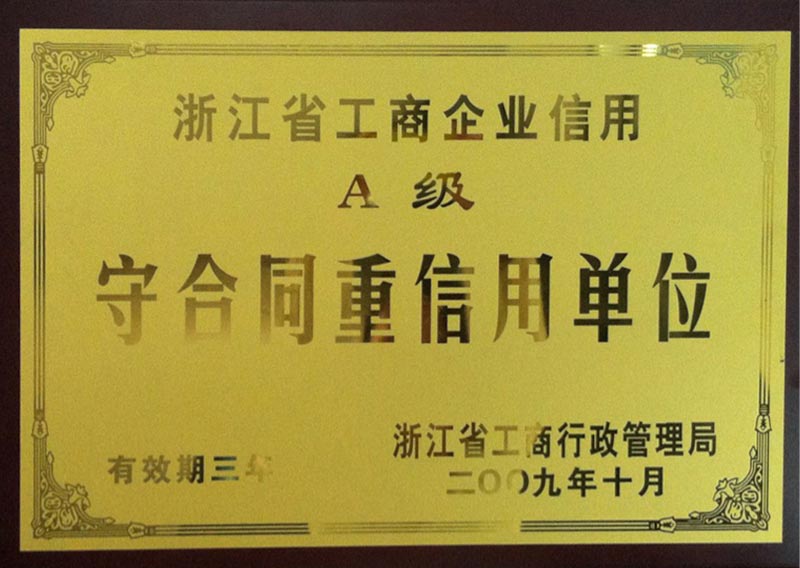 浙江省工商企业信用
A 级
守合同重信用单位
浙江省工商行政管理局
有效期三年
二00九年十月